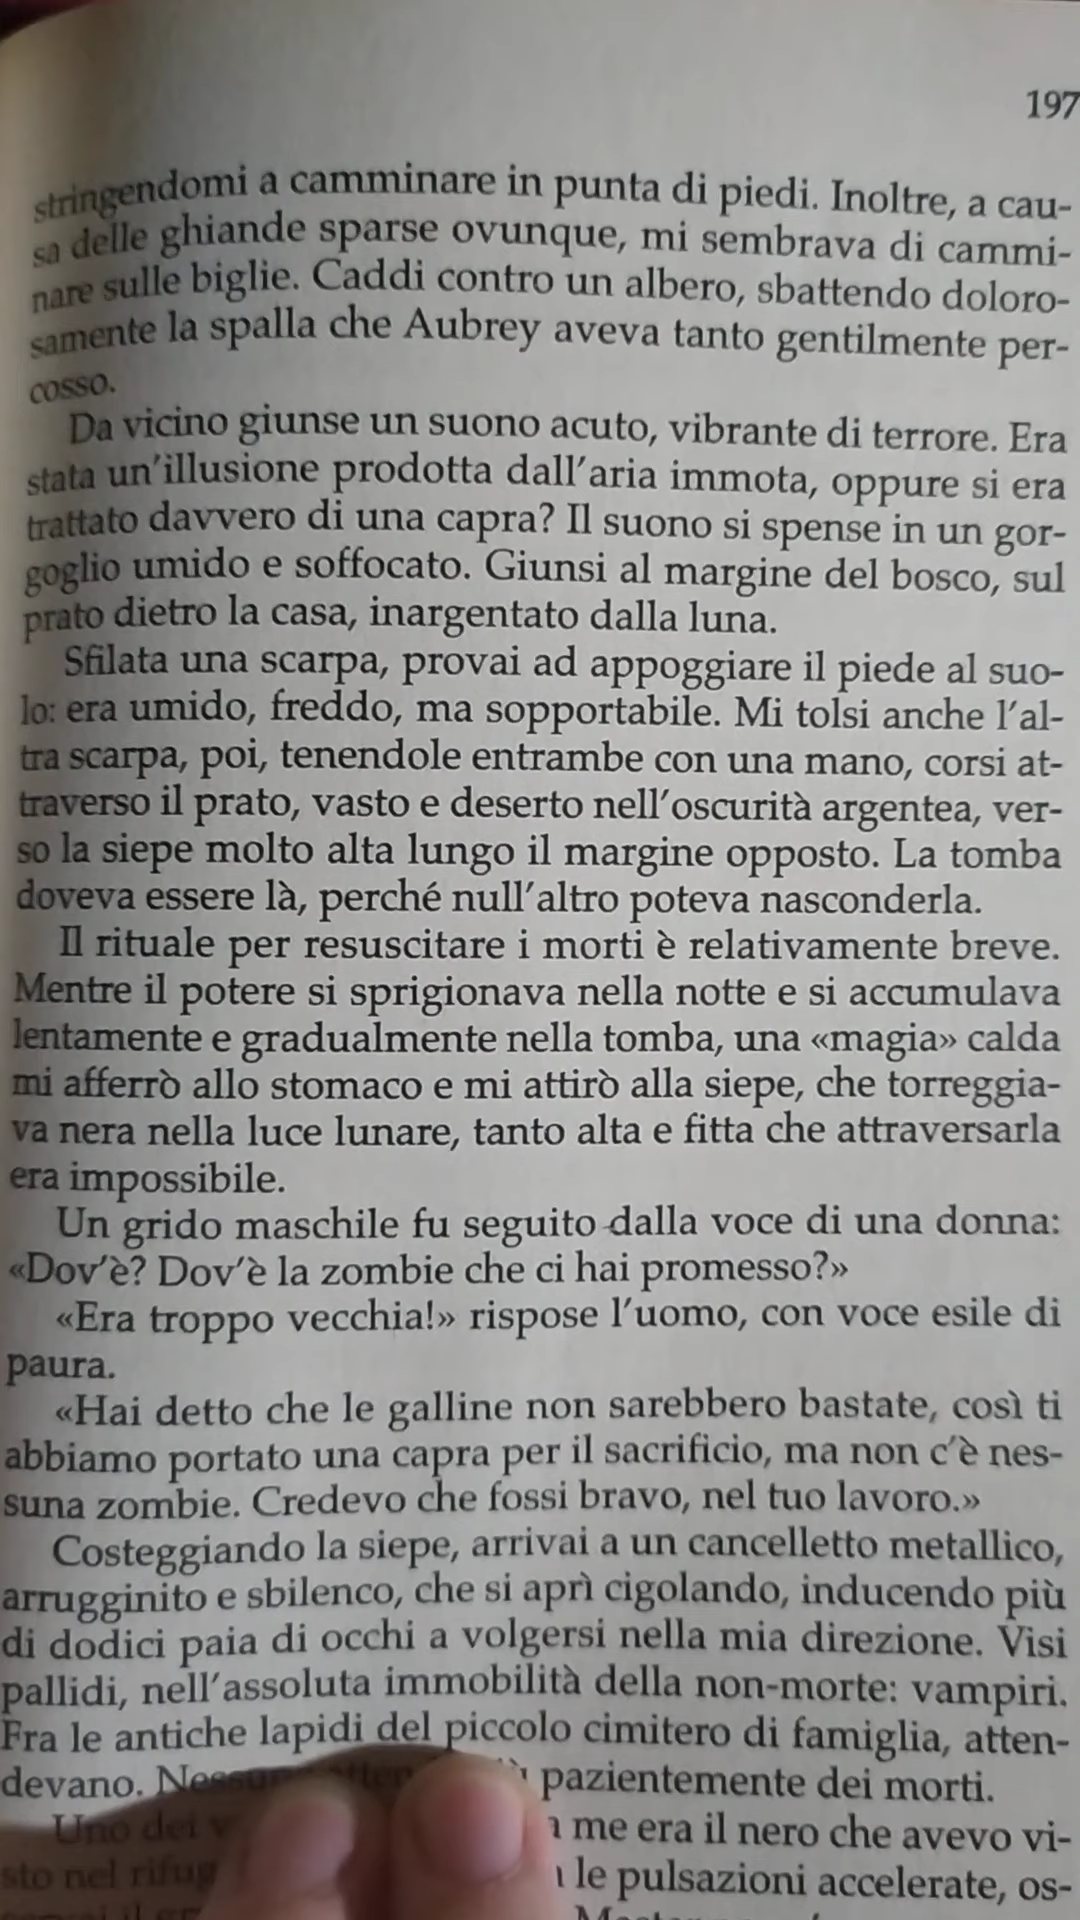 197
stringendomi a camminare in punta di piedi. Inoltre, a cau-
sa delle ghiande sparse ovunque, mi sembrava di cammi-
nare sulle biglie. Caddi contro un albero, sbattendo doloro-
samente la spalla che Aubrey aveva tanto gentilmente per-
cosso.
Da vicino giunse un suono acuto, vibrante di terrore. Era
stata un'illusione prodotta dall'aria immota, oppure si era
trattato davvero di una capra? Il suono si spense in un gor-
goglio umido e soffocato. Giunsi al margine del bosco, sul
prato dietro la casa, inargentato dalla luna.
Sfilata una scarpa, provai ad appoggiare il piede al suo-
lo: era umido, freddo, ma sopportabile. Mi tolsi anche l'al-
tra scarpa, poi, tenendole entrambe con una mano, corsi at-
traverso il prato, vasto e deserto nell'oscurità argentea, ver-
so la siepe molto alta lungo il margine opposto. La tomba
doveva essere là, perché null'altro poteva nasconderla.
Il rituale per resuscitare i morti è relativamente breve.
Mentre il potere si sprigionava nella notte e si accumulava
lentamente e gradualmente nella tomba, una «magia» calda
mi afferrò allo stomaco e mi attirò alla siepe, che torreggia-
va nera nella luce lunare, tanto alta e fitta che attraversarla
era impossibile.
Un grido maschile fu seguito dalla voce di una donna:
«Dov'è? Dov'è la zombie che ci hai promesso?»
«Era troppo vecchia!» rispose l'uomo, con voce esile di
paura.
«Hai detto che le galline non sarebbero bastate, così ti
abbiamo portato una capra per il sacrificio, ma non c'è nes-
suna zombie. Credevo che fossi bravo, nel tuo lavoro.»
Costeggiando la siepe, arrivai a un cancelletto metallico,
arrugginito e sbilenco, che si aprì cigolando, inducendo più
di dodici paia di occhi a volgersi nella mia direzione. Visi
pallidi, nell'assoluta immobilità della non-morte: vampiri.
Fra le antiche lapidi del piccolo cimitero di famiglia, atten-
devano. pazientemente dei morti.
Uno dei me era il nero che avevo vi-
sto nel le pulsazioni accelerate, os-